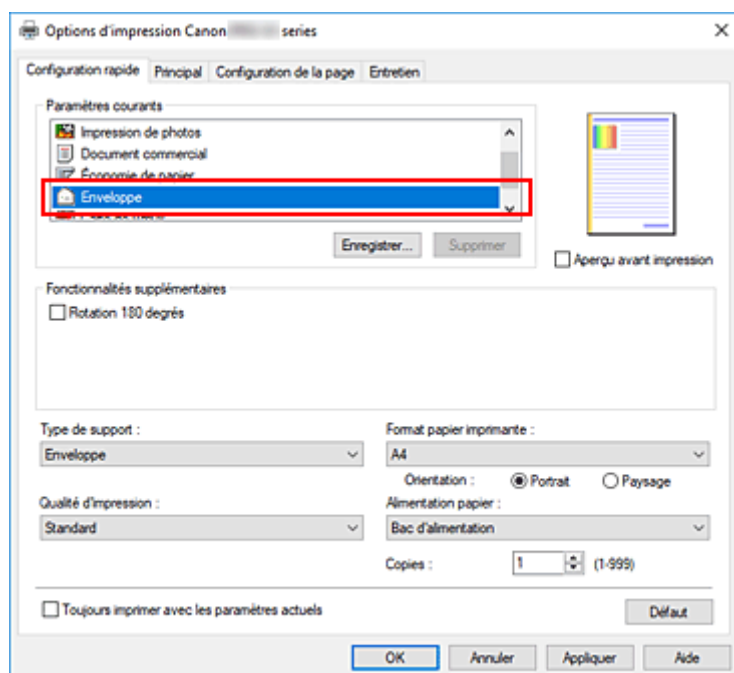 Options d'impression Canon series
Configuration rapide Principal Configuration de la page Entretien
Paramètres courants
Impression de photos
Document commercial
Économie de papier
Enveloppe
Enregistrer... Supprimer
Aperçu avant impression
Fonctionnalités supplémentaires
Rotation 180 degrés
Type de support : Format papier imprimante :
Enveloppe A4
Orientation : Portrait Paysage
Qualité d'impression : Alimentation papier :
Standard Bac d'alimentation
Copies : 1 (1-999)
Toujours imprimer avec les paramètres actuels Défaut
OK Annuler Appliquer Aide